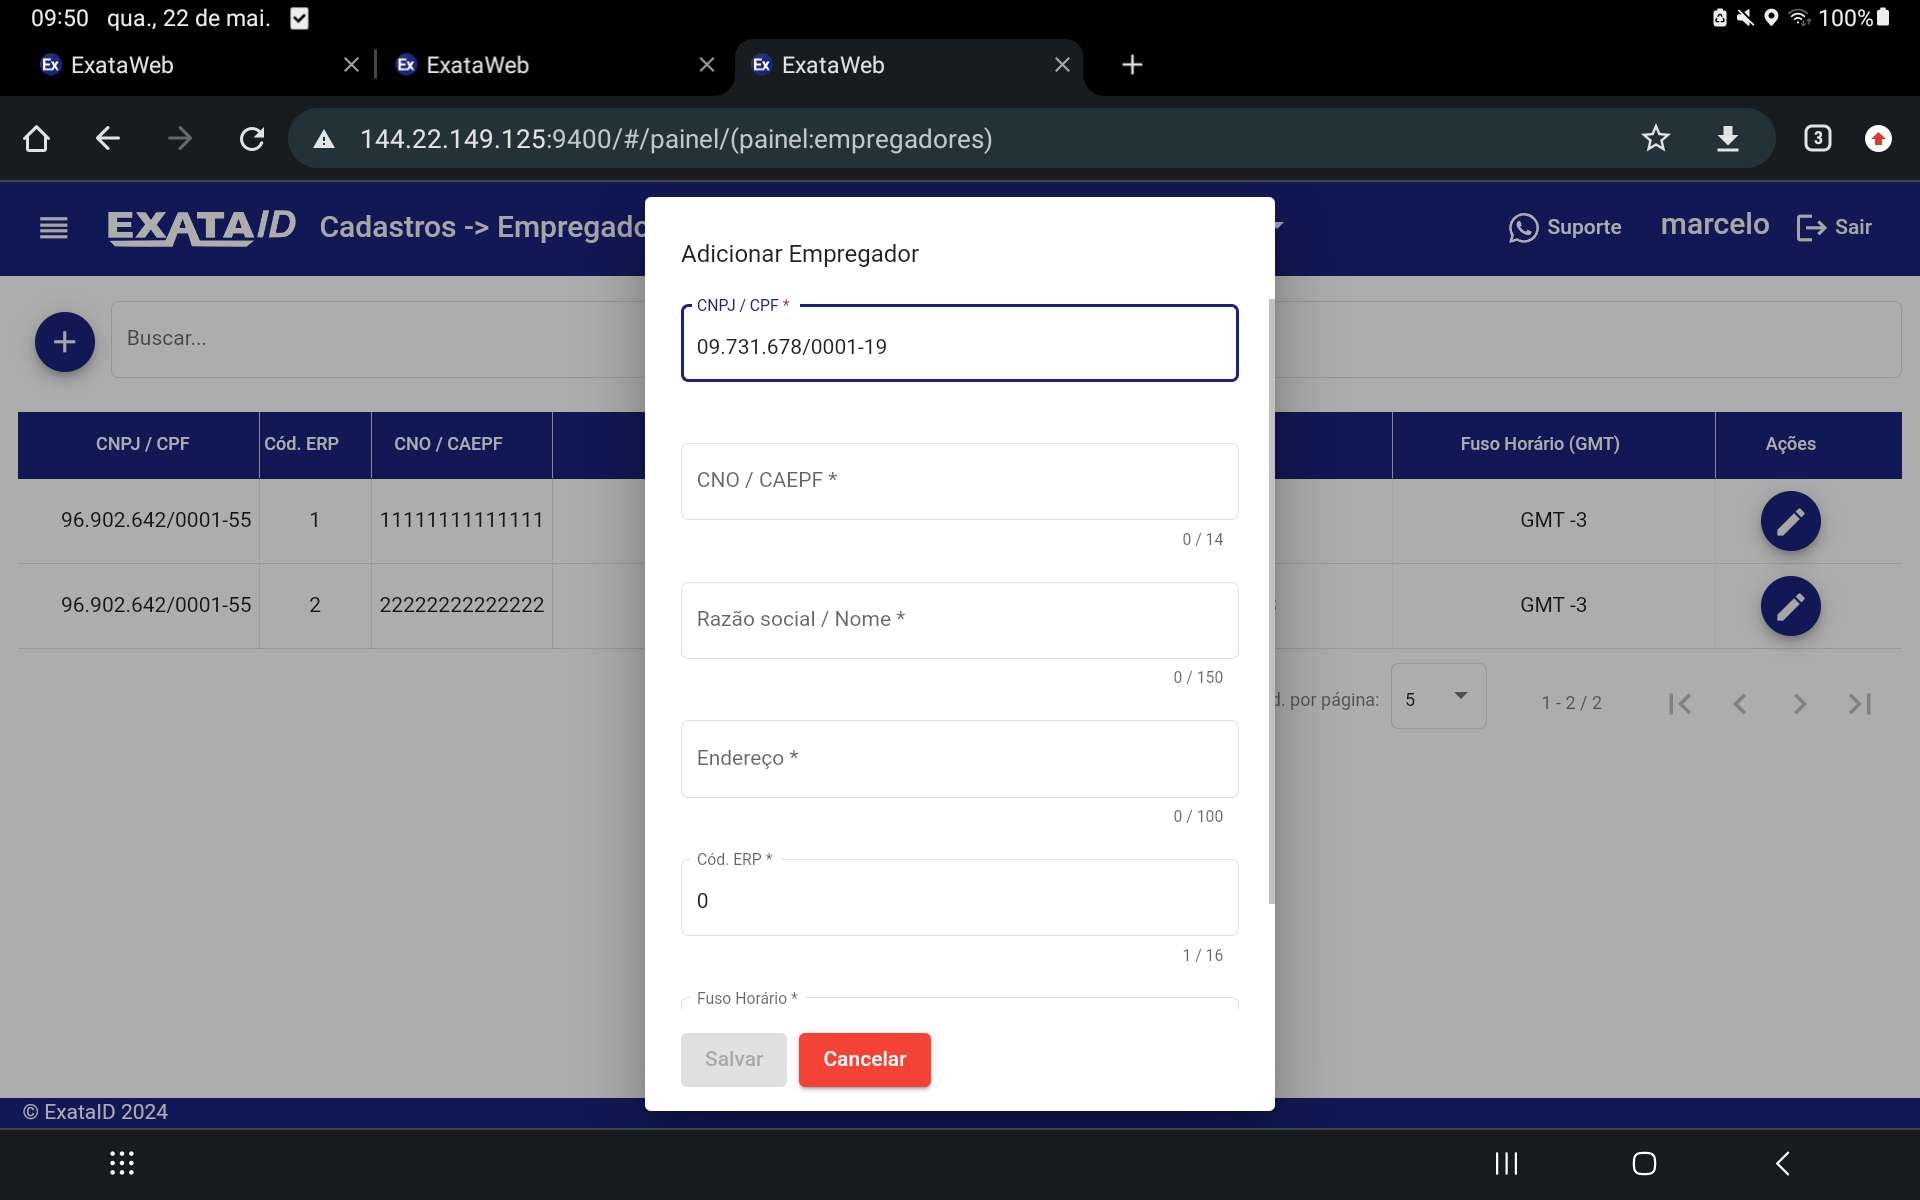 09:50 qua., 22 de mai. 100%
Ex ExataWeb Ex ExataWeb Ex ExataWeb
144.22.149.125:9400/#/painel/(painel:empregadores) 3
EXATAID Cadastros -> Empregado Suporte marcelo Sair
Buscar...
CNPJ / CPF Cód. ERP CNO / CAEPF Fuso Horário (GMT) Ações
96.902.642/0001-55 1 11111111111111 GMT -3
96.902.642/0001-55 2 22222222222222 GMT -3
d. por página: 5 1 - 2 / 2
Adicionar Empregador
CNPJ / CPF *
09.731.678/0001-19
CNO / CAEPF *
0 / 14
Razão social / Nome *
0 / 150
Endereço *
0 / 100
Cód. ERP *
0
1 / 16
Fuso Horário *
Salvar Cancelar
© ExataID 2024